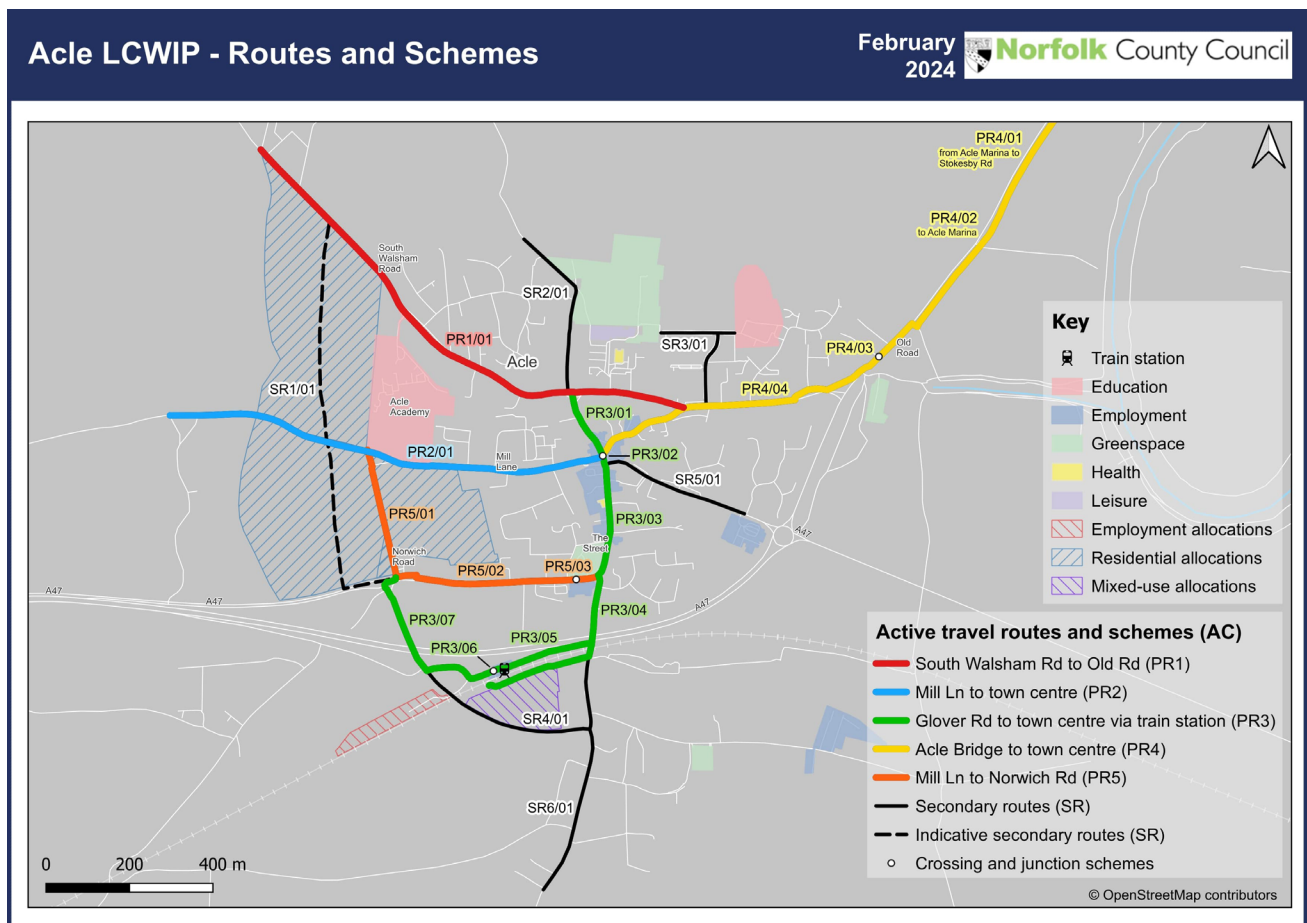 Acle LCWIP - Routes and Schemes
February
2024
Norfolk County Council
PR4/01
from Acle Marina to
Stokesby Rd
PR4/02
to Acle Marina
South
Walsham
Road
SR2/01
PR1/01
Acle
SR3/01
PR4/03
Old
Road
SR1/01
Acle
Academy
PR4/04
PR3/01
PR2/01
Mill
Lane
PR3/02
SR5/01
PR5/01
PR3/03
The
Street
A47
Norwich
Road
PR5/02
PR5/03
A47
A47
A47
PR3/07
PR3/04
PR3/05
PR3/06
SR4/01
SR6/01
Key
Train station
Education
Employment
Greenspace
Health
Leisure
Employment allocations
Residential allocations
Mixed-use allocations
Active travel routes and schemes (AC)
South Walsham Rd to Old Rd (PR1)
Mill Ln to town centre (PR2)
Glover Rd to town centre via train station (PR3)
Acle Bridge to town centre (PR4)
Mill Ln to Norwich Rd (PR5)
Secondary routes (SR)
Indicative secondary routes (SR)
Crossing and junction schemes
0 200 400 m
© OpenStreetMap contributors